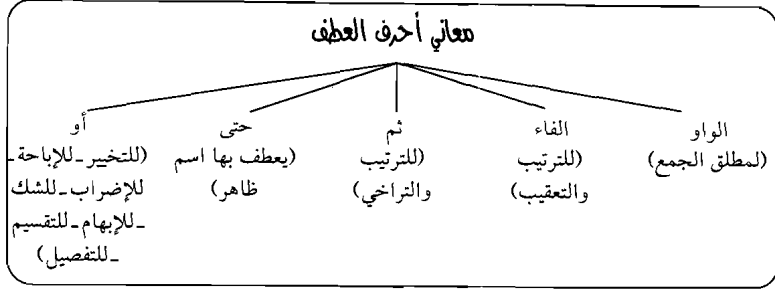 معاني أحرف العطف
الواو
(لمطلق الجمع)
الفاء
(للترتيب
والتعقيب)
ثم
(للترتيب
والتراخي)
حتى
(يعطف بها اسم
ظاهر)
أو
(للتخيير ـ للإباحة ـ
للإضراب ـ للشك
ـ للإبهام ـ للتقسيم
ـ للتفصيل)